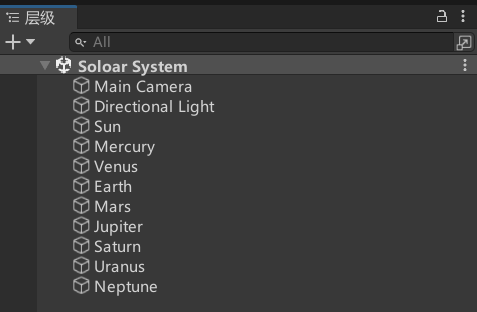 层级
All
Soloar System
Main Camera
Directional Light
Sun
Mercury
Venus
Earth
Mars
Jupiter
Saturn
Uranus
Neptune